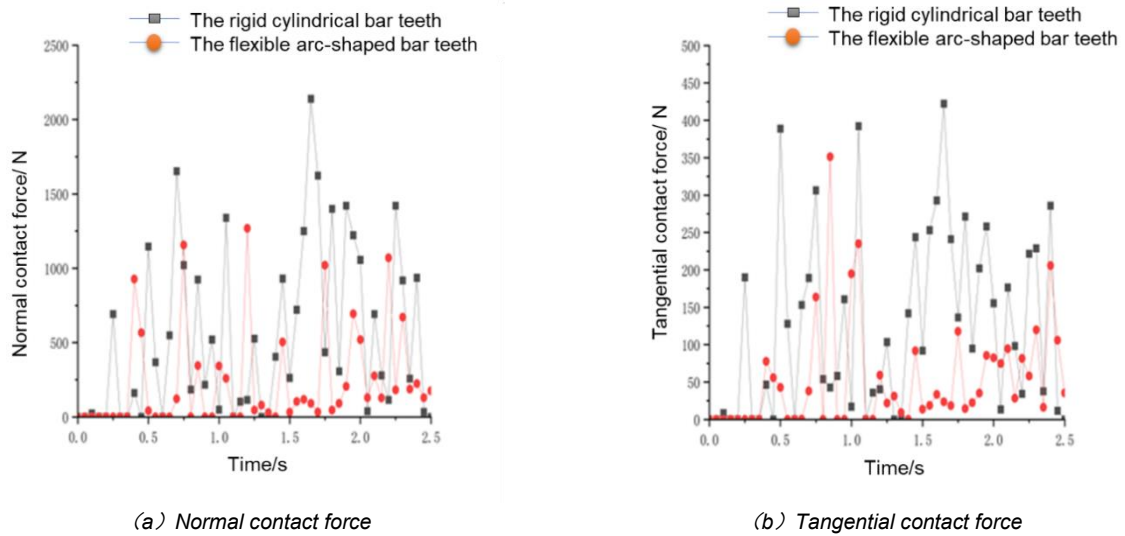 The rigid cylindrical bar teeth
The flexible arc-shaped bar teeth
Normal contact force/ N
2500
2000
1500
1000
500
0
0.0 0.5 1.0 1.5 2.0 2.5
Time/s
（a）Normal contact force
The rigid cylindrical bar teeth
The flexible arc-shaped bar teeth
Tangential contact force/ N
500
450
400
350
300
250
200
150
100
50
0
0.0 0.5 1.0 1.5 2.0 2.5
Time/s
（b）Tangential contact force